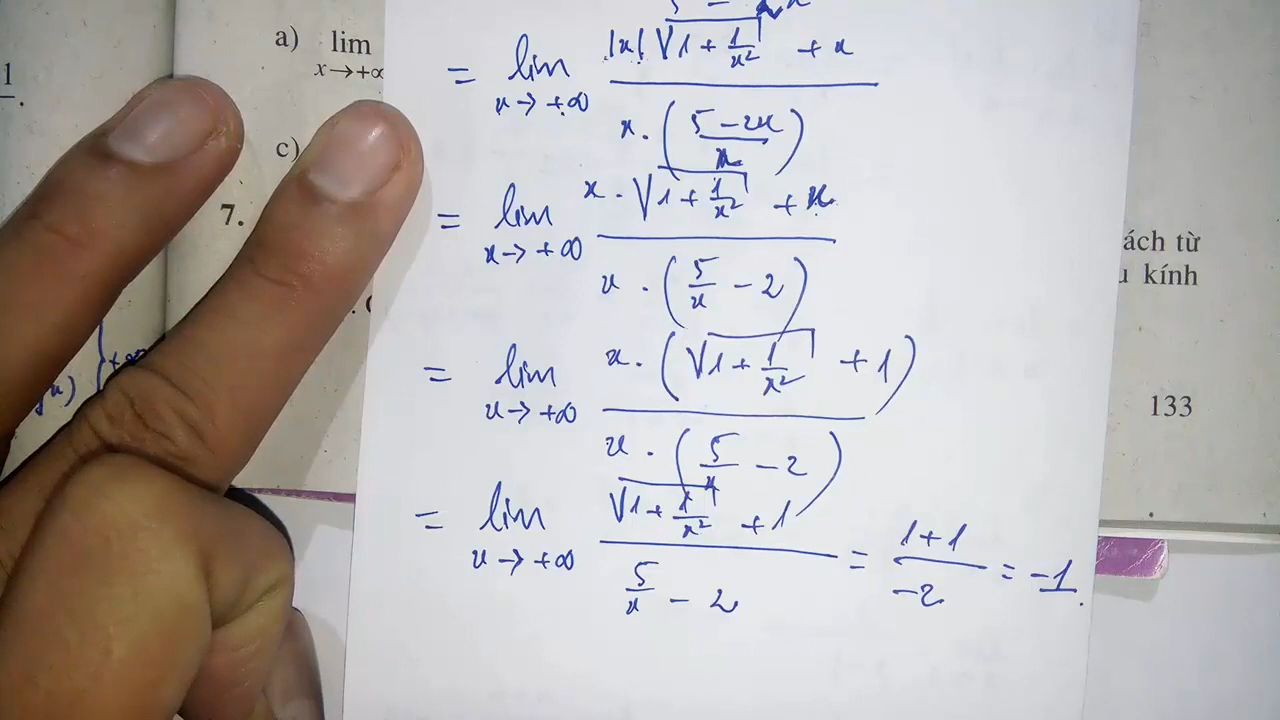 a) lim
x→+∞
1.
c)
7.
= lim |x|√(1 + 1/x²) + x
x→+∞ x.((5 - 2x)/x)
= lim x.√(1 + 1/x²) + x
x→+∞ x.(5/x - 2)
= lim x.(√(1 + 1/x²) + 1)
x→+∞ x.(5/x - 2)
= lim √(1 + 1/x²) + 1 = (1+1)/-2 = -1.
x→+∞ 5/x - 2
ách từ
kính
133